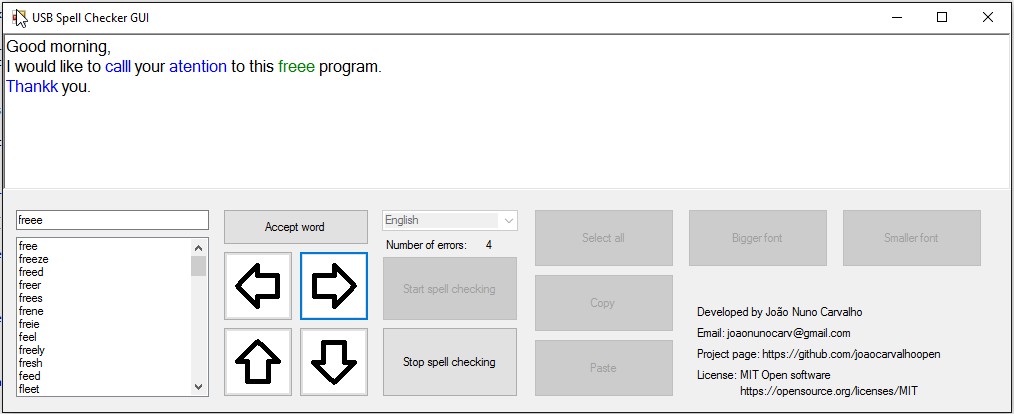 USB Spell Checker GUI
Good morning,
I would like to calll your atention to this freee program.
Thankk you.
freee
free
freeze
freed
freer
frees
frene
freie
feel
freely
fresh
feed
fleet
Accept word
English
Number of errors: 4
Start spell checking
Stop spell checking
Select all
Copy
Paste
Bigger font
Smaller font
Developed by João Nuno Carvalho
Email: joaonunocarv@gmail.com
Project page: https://github.com/joaocarvalhoopen
License: MIT Open software
https://opensource.org/licenses/MIT